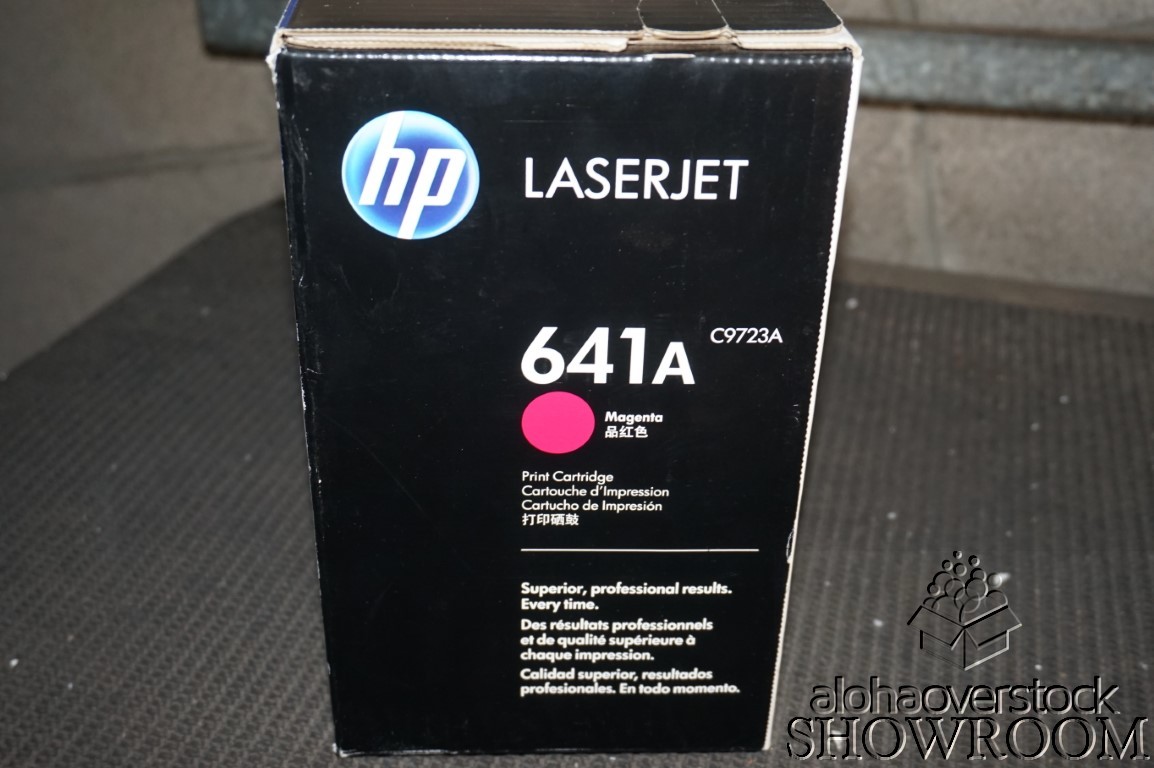 hp LASERJET
641A C9723A
Magenta
品紅色
Print Cartridge
Cartouche d'Impression
Cartucho de Impresión
打印硒鼓
Superior, professional results.
Every time.
Des résultats professionnels
et de qualité supérieure à
chaque impression.
Calidad superior, resultados
profesionales. En todo momento.
alohaoverstock
SHOWROOM